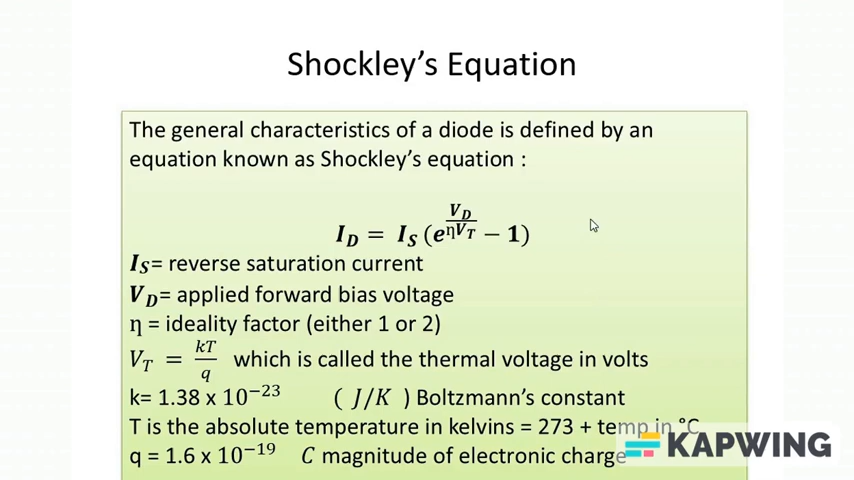 Shockley's Equation
The general characteristics of a diode is defined by an
equation known as Shockley's equation :
I_D = I_S (e^{\frac{V_D}{ηV_T}} − 1)
I_S= reverse saturation current
V_D= applied forward bias voltage
η = ideality factor (either 1 or 2)
V_T = \frac{kT}{q} which is called the thermal voltage in volts
k= 1.38 x 10^{−23} ( J/K ) Boltzmann's constant
T is the absolute temperature in kelvins = 273 + temp in °C
q = 1.6 x 10^{−19} C magnitude of electronic charge
KAPWING